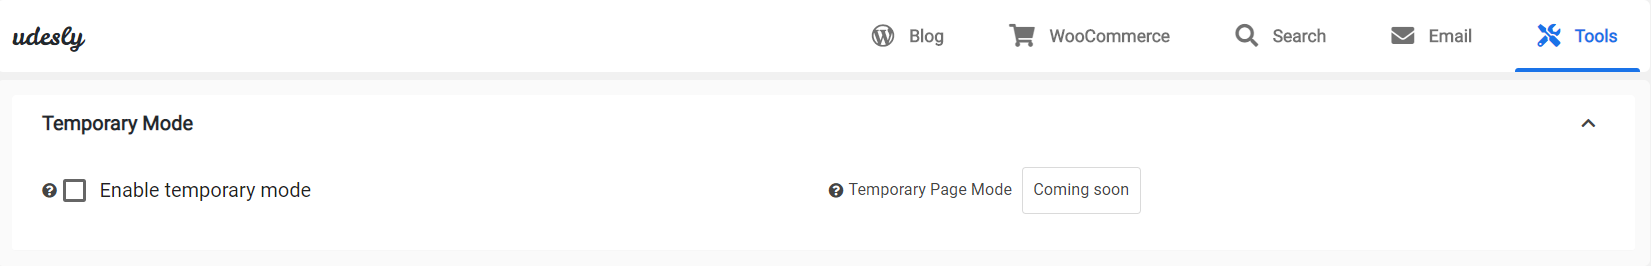 udesly
Blog
WooCommerce
Search
Email
Tools
Temporary Mode
Enable temporary mode
Temporary Page Mode
Coming soon